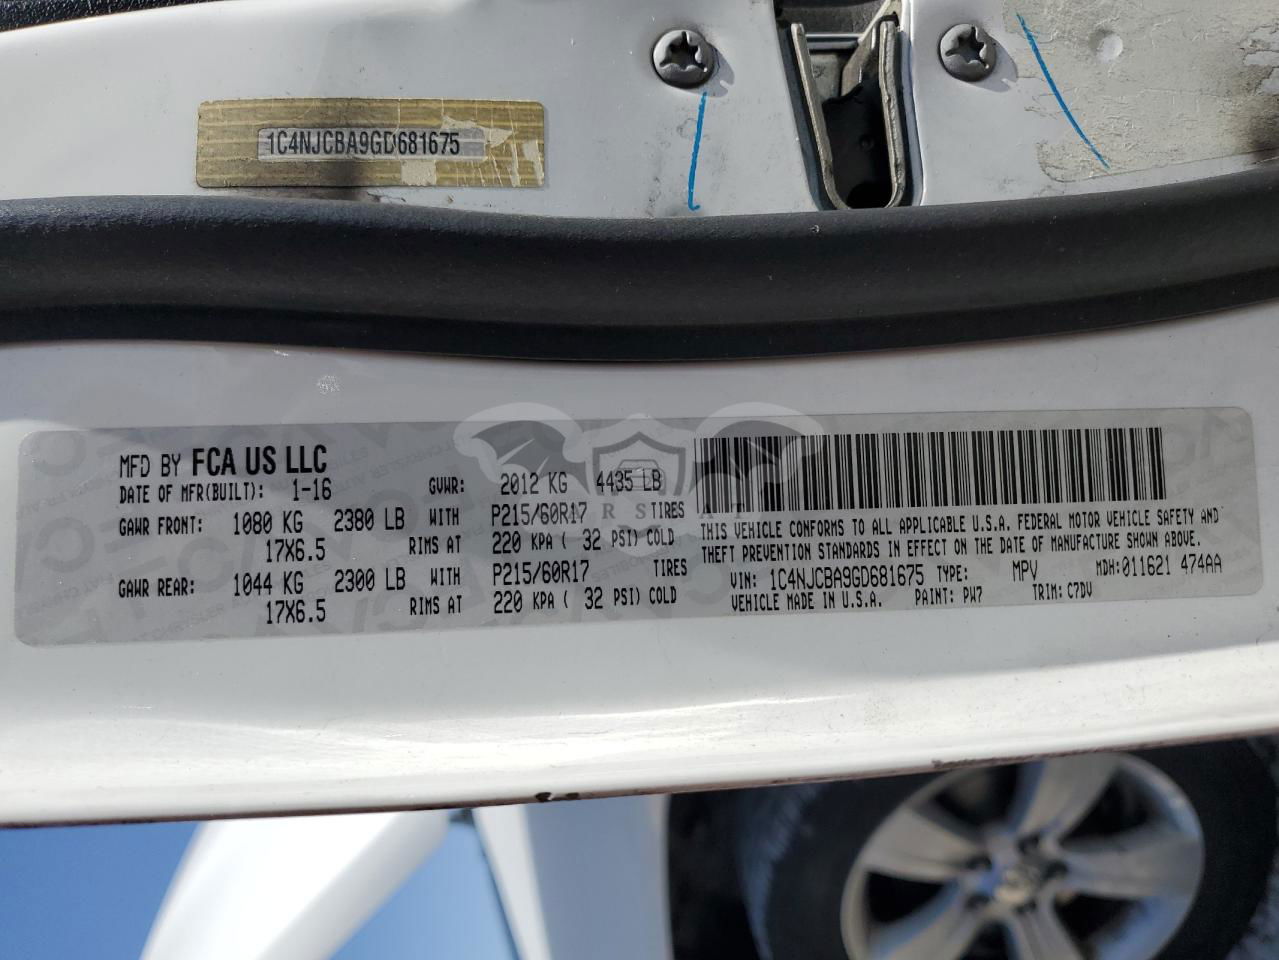 1C4NJCBA9GD681675
MFD BY FCA US LLC
DATE OF MFR(BUILT): 1-16 GVWR: 2012 KG 4435 LB
GAWR FRONT: 1080 KG 2380 LB WITH P215/60R17 TIRES
17X6.5 RIMS AT 220 KPA ( 32 PSI) COLD
GAWR REAR: 1044 KG 2300 LB WITH P215/60R17 TIRES
17X6.5 RIMS AT 220 KPA ( 32 PSI) COLD
THIS VEHICLE CONFORMS TO ALL APPLICABLE U.S.A. FEDERAL MOTOR VEHICLE SAFETY AND
THEFT PREVENTION STANDARDS IN EFFECT ON THE DATE OF MANUFACTURE SHOWN ABOVE.
VIN: 1C4NJCBA9GD681675 TYPE: MPV MDH:011621 474AA
VEHICLE MADE IN U.S.A. PAINT: PW7 TRIM: C7DV